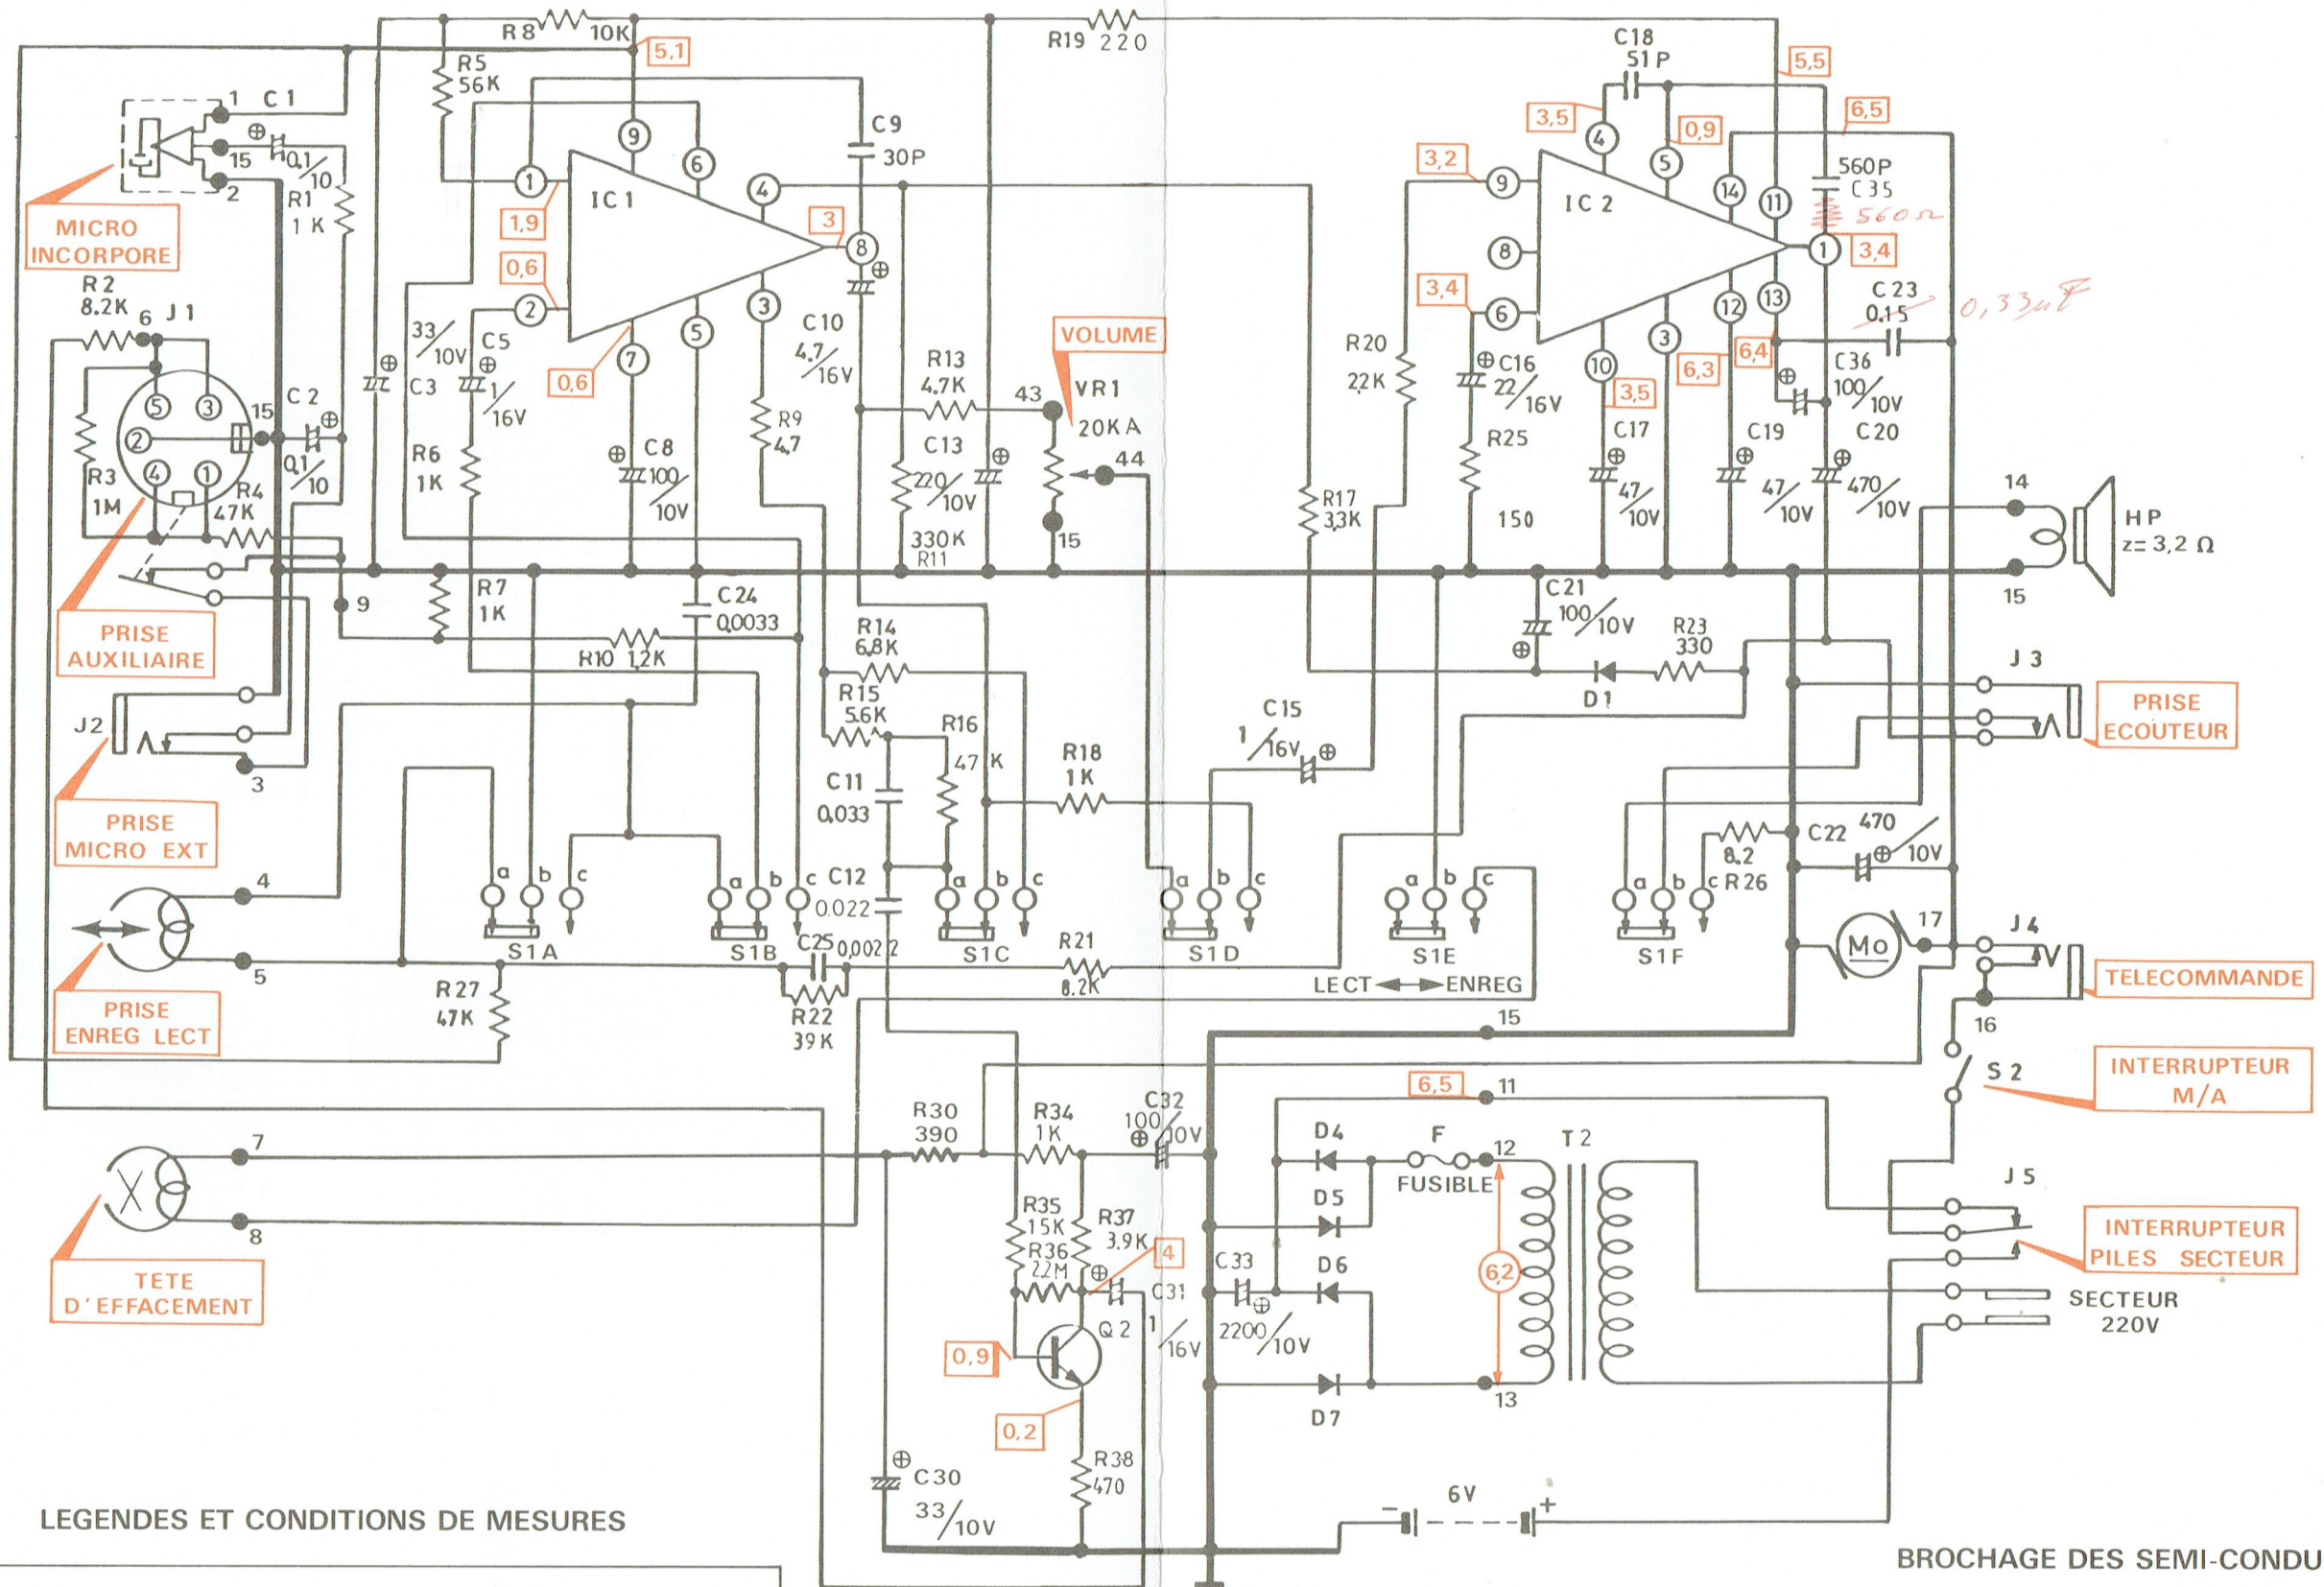 R8 10K
5,1
R19 220
C18
51P
5,5
R5
56K
1 C1
3,5
4
0,9
6,5
15 0,1/10
2
R1
1K
C9
30P
9
6
5
3,2
9
560P
C35
560Ω
MICRO
INCORPORE
1
IC1
4
IC2
14
11
1,9
3
8
8
1
3,4
R2
8.2K
6 J1
0,6
2
3
3,4
6
12
13
C23
0.15
0,33µF
33/10V
C3
C5
1/16V
7
5
0,6
C10
4.7/16V
VOLUME
R13
4.7K
43
VR1
20KA
R20
22K
C16
22/16V
10
3
3,5
6,3
6,4
C36
100/10V
5
3
15
C2
2
0,1/10
R9
4.7
C13
220/10V
44
R25
150
C17
47/10V
C19
47/10V
C20
470/10V
R3
1M
4
1
R4
47K
R6
1K
C8
100/10V
330K
R11
15
R17
3,3K
14
HP
z= 3,2 Ω
15
R7
1K
9
C24
0,0033
C21
100/10V
R23
330
D1
PRISE
AUXILIAIRE
R10 1,2K
R14
6.8K
J3
PRISE
ECOUTEUR
J2
3
R15
5.6K
R16
47K
C15
1/16V
R18
1K
PRISE
MICRO EXT
C11
0,033
R26
8.2
C22
470/10V
4
a b c
S1A
a b c
S1B
C12
0.022
a b c
S1C
a b c
S1D
a b c
S1E
a b c
S1F
5
C25 0,0022
R22
39K
R21
8.2K
LECT ENREG
Mo
17
J4
TELECOMMANDE
16
PRISE
ENREG LECT
R27
47K
15
S2
INTERRUPTEUR
M/A
6,5
11
7
R30
390
R34
1K
C32
100/10V
D4
F
FUSIBLE
12
T2
J5
8
D5
R35
15K
R36
2.2M
R37
3.9K
4
C33
2200/10V
D6
6,2
INTERRUPTEUR
PILES SECTEUR
TETE
D'EFFACEMENT
C31
1/16V
Q2
SECTEUR
220V
0,9
D7
13
0,2
R38
470
C30
33/10V
− 6V +
LEGENDES ET CONDITIONS DE MESURES
BROCHAGE DES SEMI-CONDU